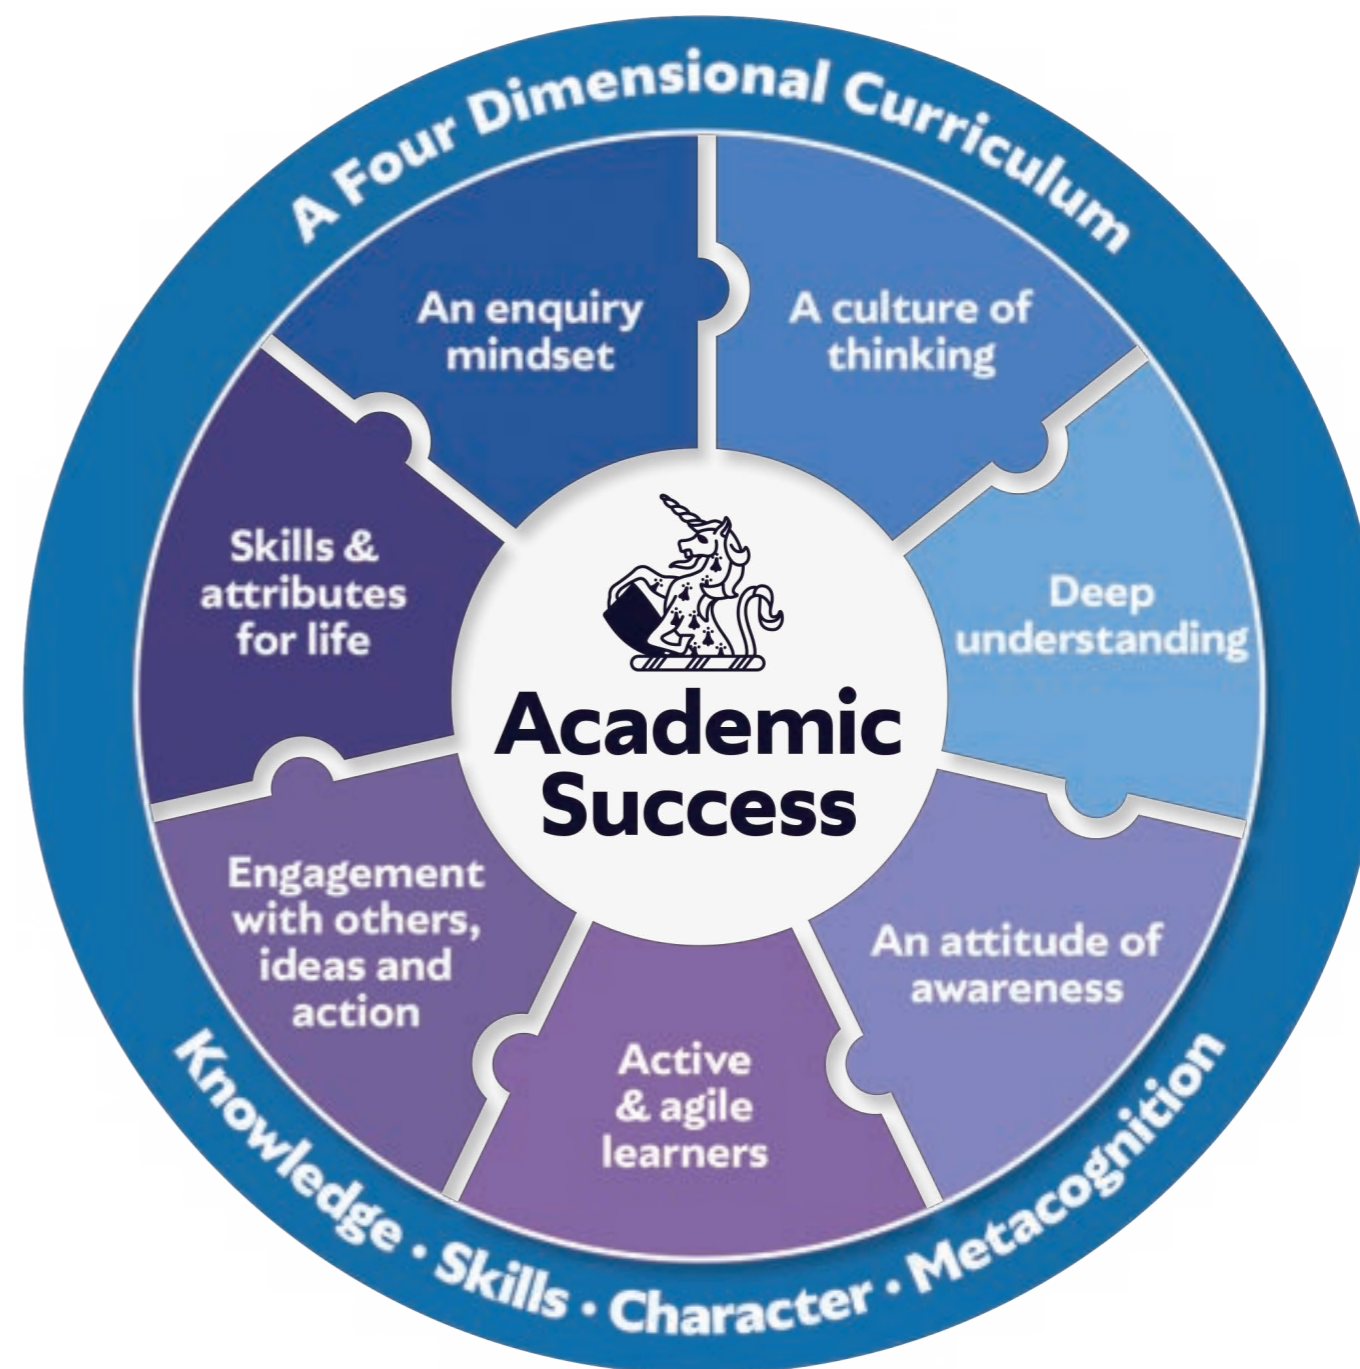 A Four Dimensional Curriculum
An enquiry
mindset
A culture of
thinking
Deep
understanding
An attitude of
awareness
Active
& agile
learners
Engagement
with others,
ideas and
action
Skills &
attributes
for life
Academic
Success
Knowledge • Skills • Character • Metacognition